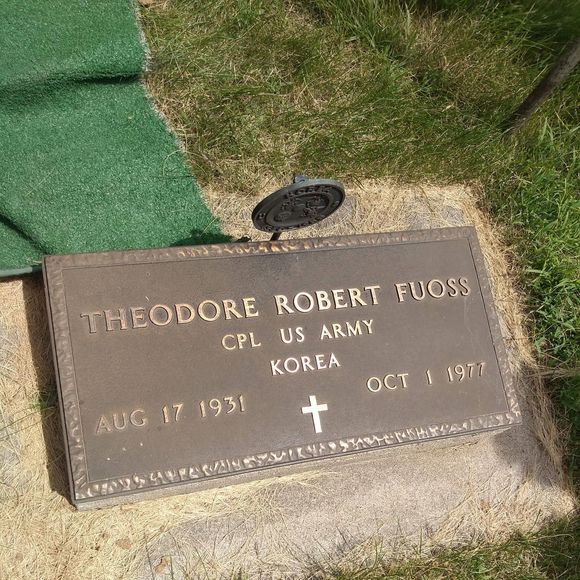 THEODORE ROBERT FUOSS
CPL US ARMY
KOREA
AUG 17 1931 OCT 1 1977